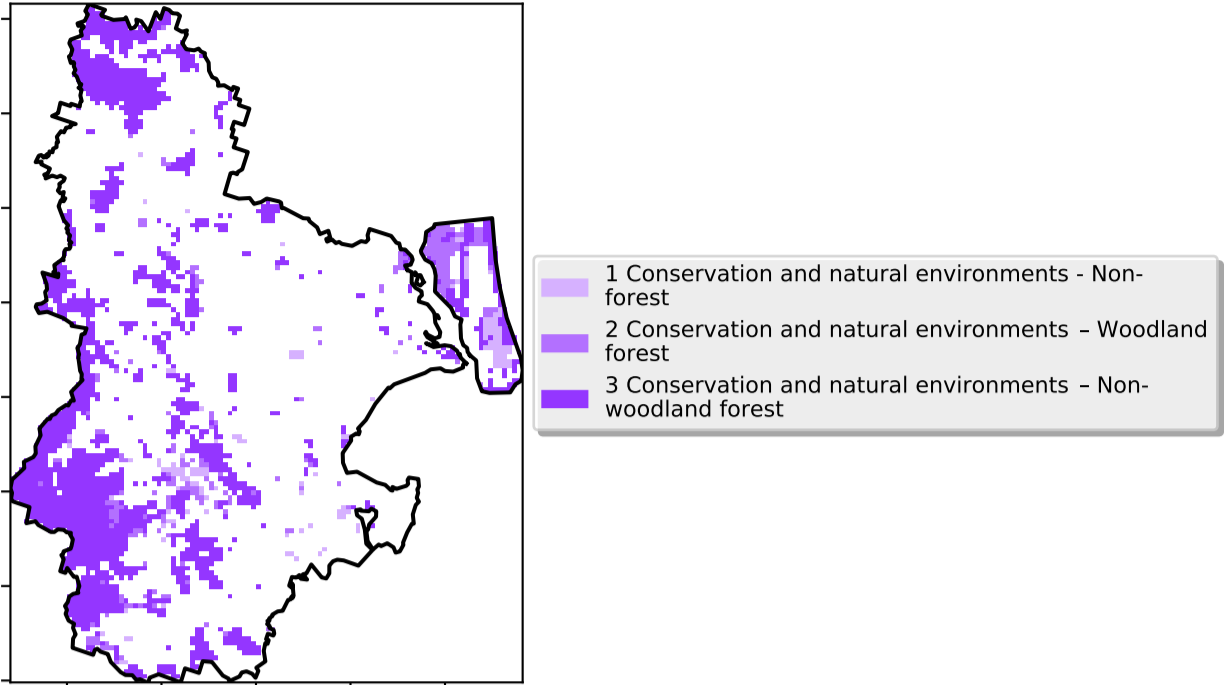 1 Conservation and natural environments - Non-
forest
2 Conservation and natural environments – Woodland
forest
3 Conservation and natural environments – Non-
woodland forest